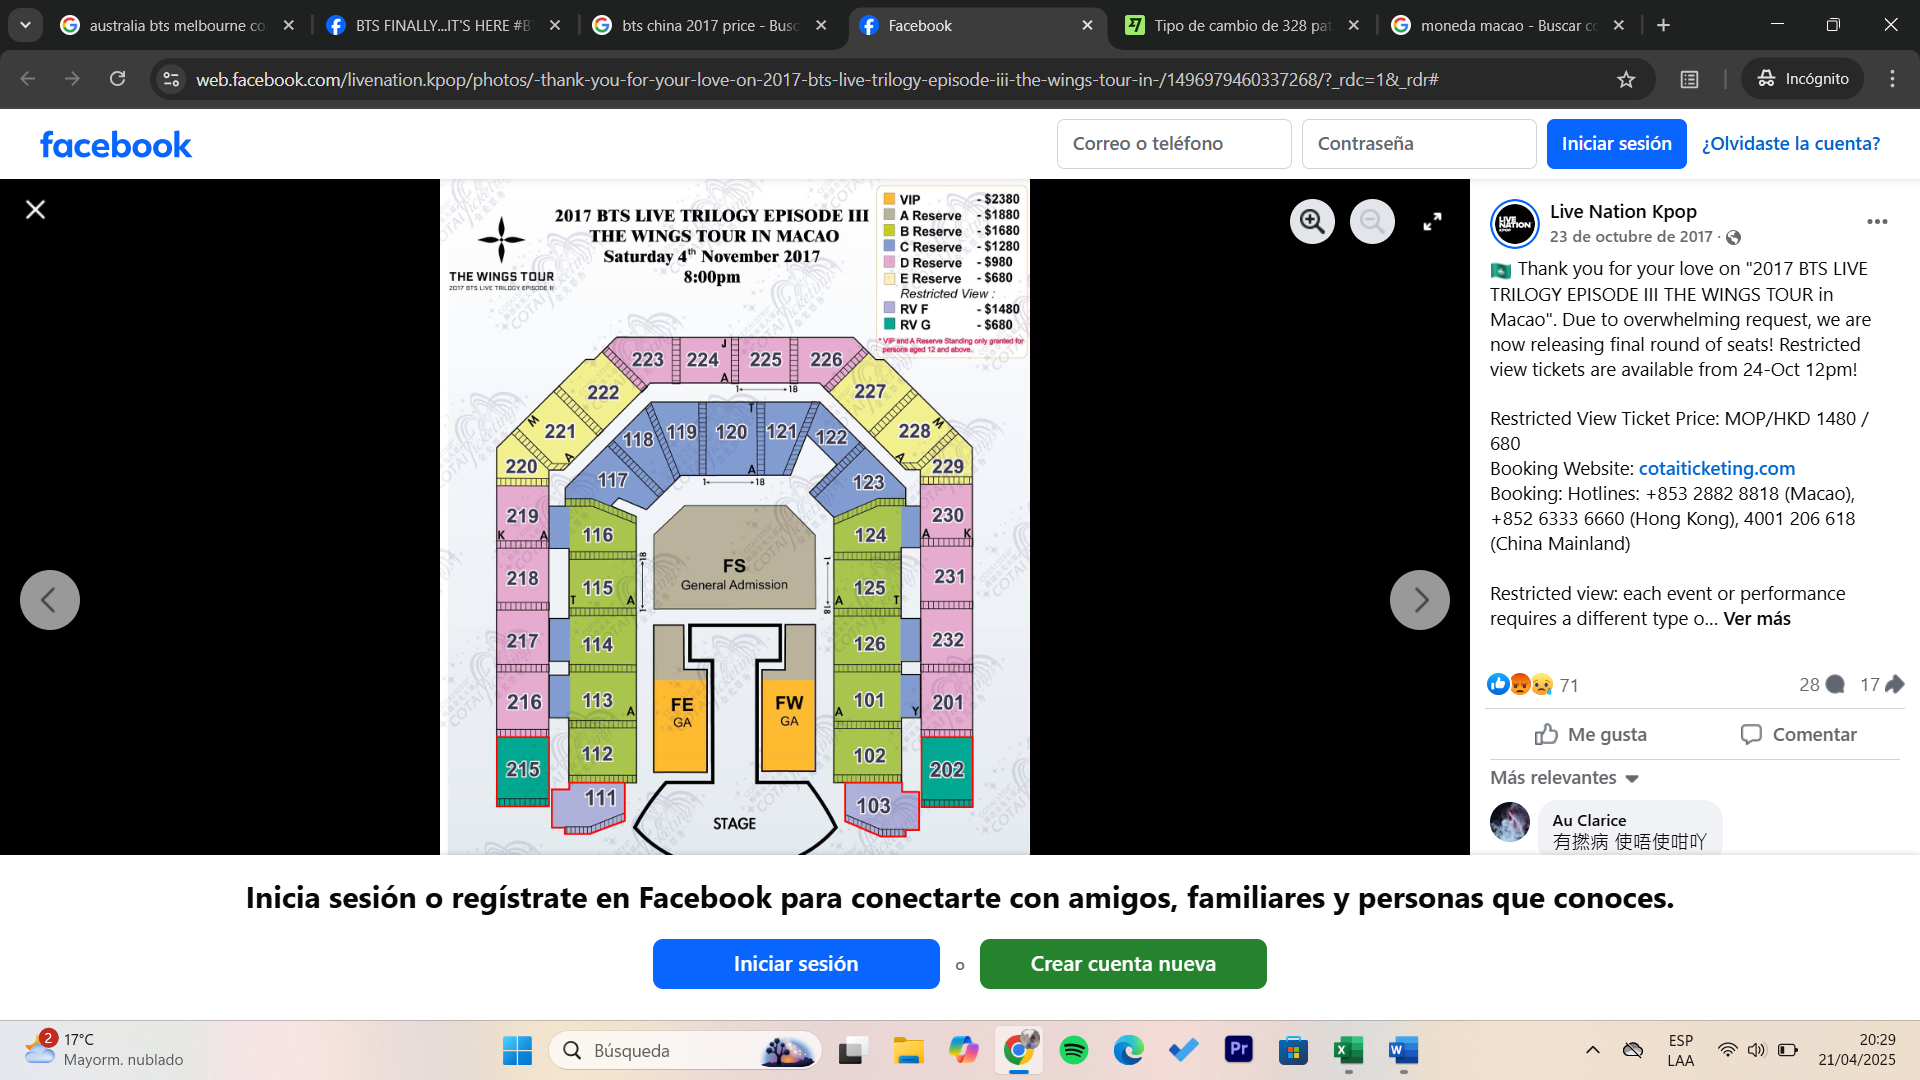 australia bts melbourne co
BTS FINALLY...IT'S HERE #B
bts china 2017 price - Busc
Facebook
Tipo de cambio de 328 pat
moneda macao - Buscar co
web.facebook.com/livenation.kpop/photos/-thank-you-for-your-love-on-2017-bts-live-trilogy-episode-iii-the-wings-tour-in-/1496979460337268/?_rdc=1&_rdr#
Incógnito
facebook
Correo o teléfono
Contraseña
Iniciar sesión
¿Olvidaste la cuenta?
THE WINGS TOUR
2017 BTS LIVE TRILOGY EPISODE III
2017 BTS LIVE TRILOGY EPISODE III
THE WINGS TOUR IN MACAO
Saturday 4th November 2017
8:00pm
VIP - $2380
A Reserve - $1880
B Reserve - $1680
C Reserve - $1280
D Reserve - $980
E Reserve - $680
Restricted View :
RV F - $1480
RV G - $680
* VIP and A Reserve Standing only granted for
persons aged 12 and above.
223 224 225 226
J
A
1 18
222 227
M M
221 228
A A
220 229
118 119 120 121 122
T
A
117 123
1 18
219 116 124 230
K A A K
FS
General Admission
218 115 125 231
T A A T
18 1
1 18
217 114 126 232
216 113 101 201
A A Y
FE
GA
FW
GA
215 112 102 202
111 103
STAGE
Live Nation Kpop
23 de octubre de 2017 ·
Thank you for your love on "2017 BTS LIVE
TRILOGY EPISODE III THE WINGS TOUR in
Macao". Due to overwhelming request, we are
now releasing final round of seats! Restricted
view tickets are available from 24-Oct 12pm!
Restricted View Ticket Price: MOP/HKD 1480 /
680
Booking Website: cotaiticketing.com
Booking: Hotlines: +853 2882 8818 (Macao),
+852 6333 6660 (Hong Kong), 4001 206 618
(China Mainland)
Restricted view: each event or performance
requires a different type o... Ver más
71
28
17
Me gusta
Comentar
Más relevantes
Au Clarice
有撚病 使唔使咁吖
Inicia sesión o regístrate en Facebook para conectarte con amigos, familiares y personas que conoces.
Iniciar sesión
o
Crear cuenta nueva
2
17°C
Mayorm. nublado
Búsqueda
Pr
ESP
LAA
20:29
21/04/2025